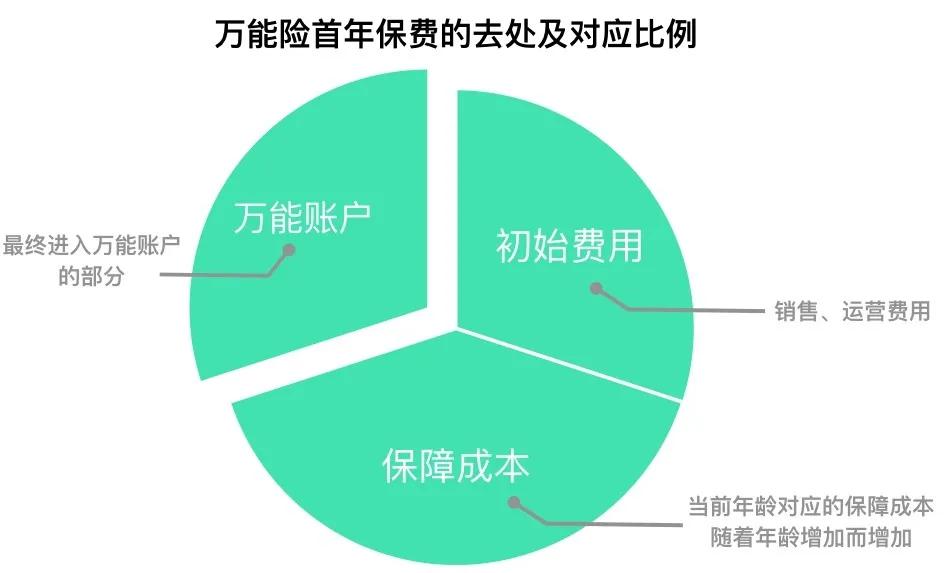 万能险首年保费的去处及对应比例
万能账户
最终进入万能账户
的部分
初始费用
销售、运营费用
保障成本
当前年龄对应的保障成本
随着年龄增加而增加